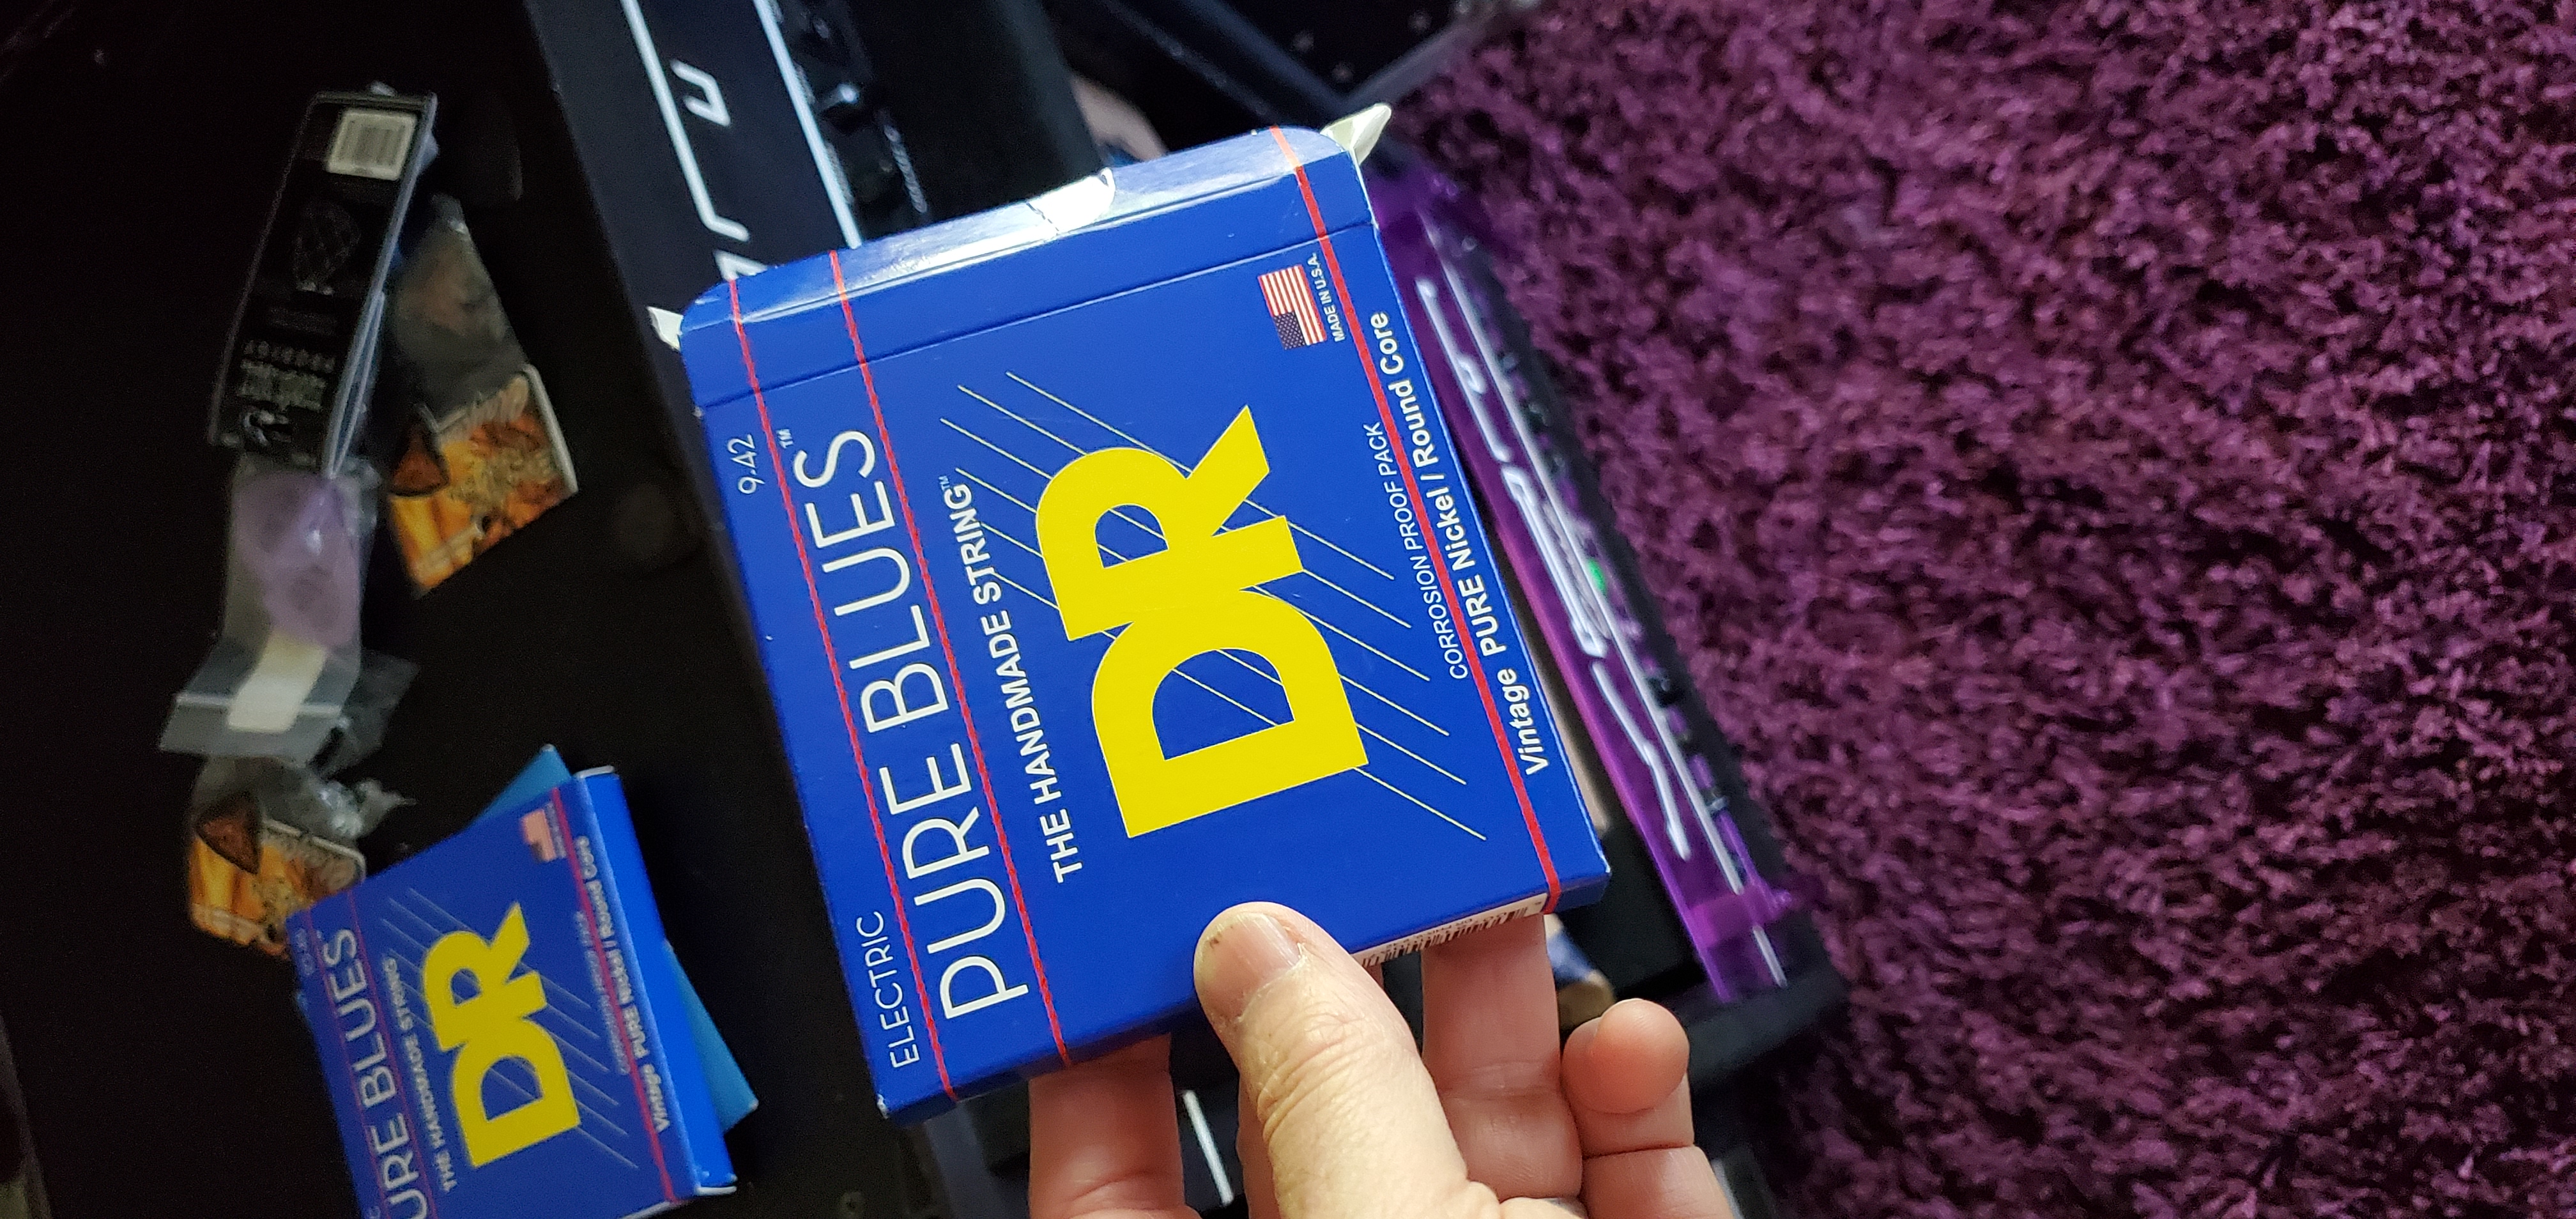 ELECTRIC 9-42
PURE BLUES™
THE HANDMADE STRING™
DR
MADE IN U.S.A.
CORROSION PROOF PACK
Vintage PURE Nickel / Round Core
URE BLUES
THE HANDMADE STRING
DR
Vintage PURE Nickel / Round Core